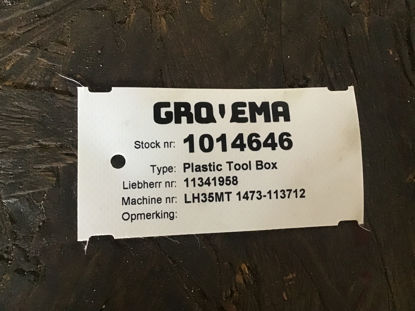 GROVEMA
Stock nr: 1014646
Type: Plastic Tool Box
Liebherr nr: 11341958
Machine nr: LH35MT 1473-113712
Opmerking: